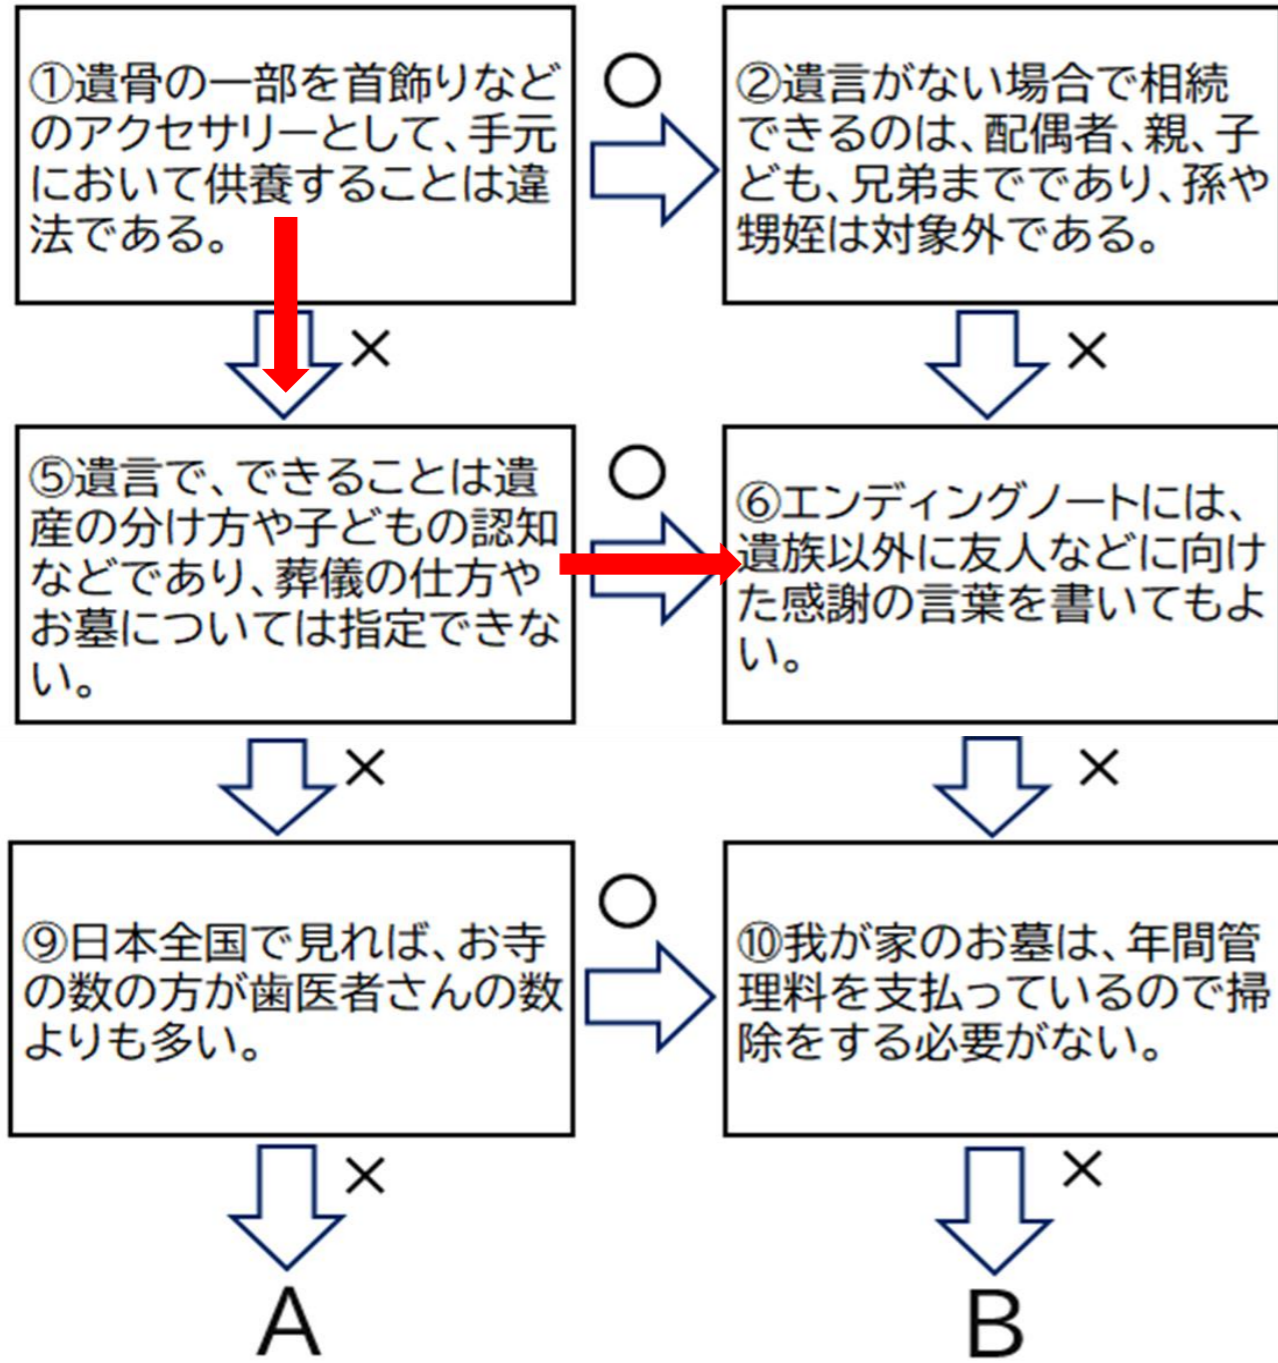 ①遺骨の一部を首飾りなど
のアクセサリーとして、手元
において供養することは違
法である。
○
②遺言がない場合で相続
できるのは、配偶者、親、子
ども、兄弟までであり、孫や
甥姪は対象外である。
×
×
⑤遺言で、できることは遺
産の分け方や子どもの認知
などであり、葬儀の仕方や
お墓については指定できな
い。
○
⑥エンディングノートには、
遺族以外に友人などに向け
た感謝の言葉を書いてもよ
い。
×
×
⑨日本全国で見れば、お寺
の数の方が歯医者さんの数
よりも多い。
○
⑩我が家のお墓は、年間管
理料を支払っているので掃
除をする必要がない。
×
×
A
B